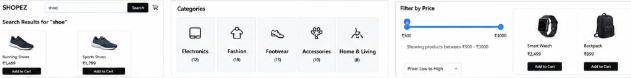 SHOPEZ
shoe|
Search
Search Results for "shoe"
Running Shoes
₹1,499
Add to Cart
Sports Shoes
₹1,799
Add to Cart
Categories
Electronics
(12)
Fashion
(18)
Footwear
(15)
Accessories
(10)
Home & Living
(8)
Filter by Price
₹500
₹3000
Showing products between ₹500 - ₹3000
Price: Low to High
Smart Watch
₹2,499
Add to Cart
Backpack
₹899
Add to Cart